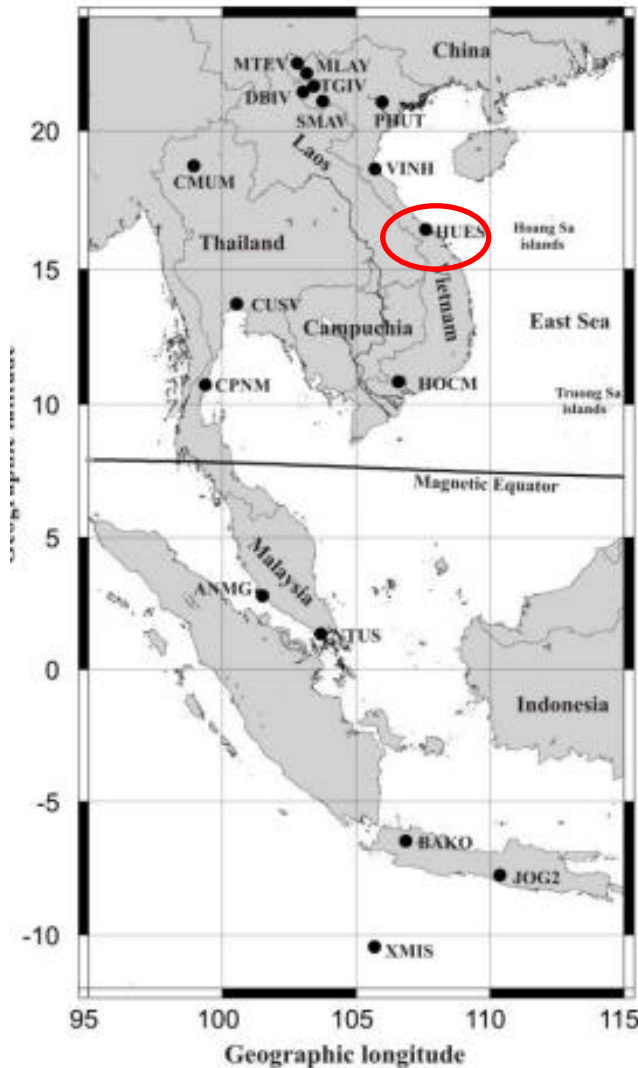 China
MTEV
MLAY
TGIV
DBIV
SMAV
PHUT
20
Laos
VINH
CMUM
HUES
Hoang Sa
islands
Thailand
15
Vietnam
CUSV
Campuchia
East Sea
CPNM
HOCM
Truong Sa
islands
10
Magnetic Equator
5
Malaysia
ANMG
NTUS
0
Indonesia
-5
BAKO
JOG2
-10
XMIS
95
100
105
110
115
Geographic longitude